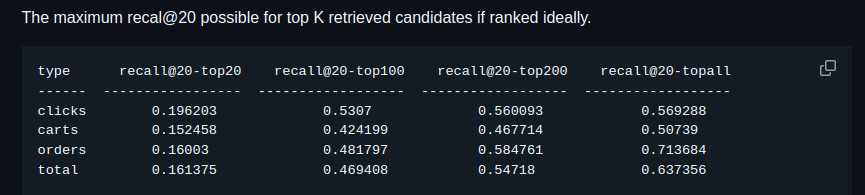 The maximum recal@20 possible for top K retrieved candidates if ranked ideally.
type recall@20-top20 recall@20-top100 recall@20-top200 recall@20-topall
------ ----------------- ------------------ ------------------ ------------------
clicks 0.196203 0.5307 0.560093 0.569288
carts 0.152458 0.424199 0.467714 0.50739
orders 0.16003 0.481797 0.584761 0.713684
total 0.161375 0.469408 0.54718 0.637356